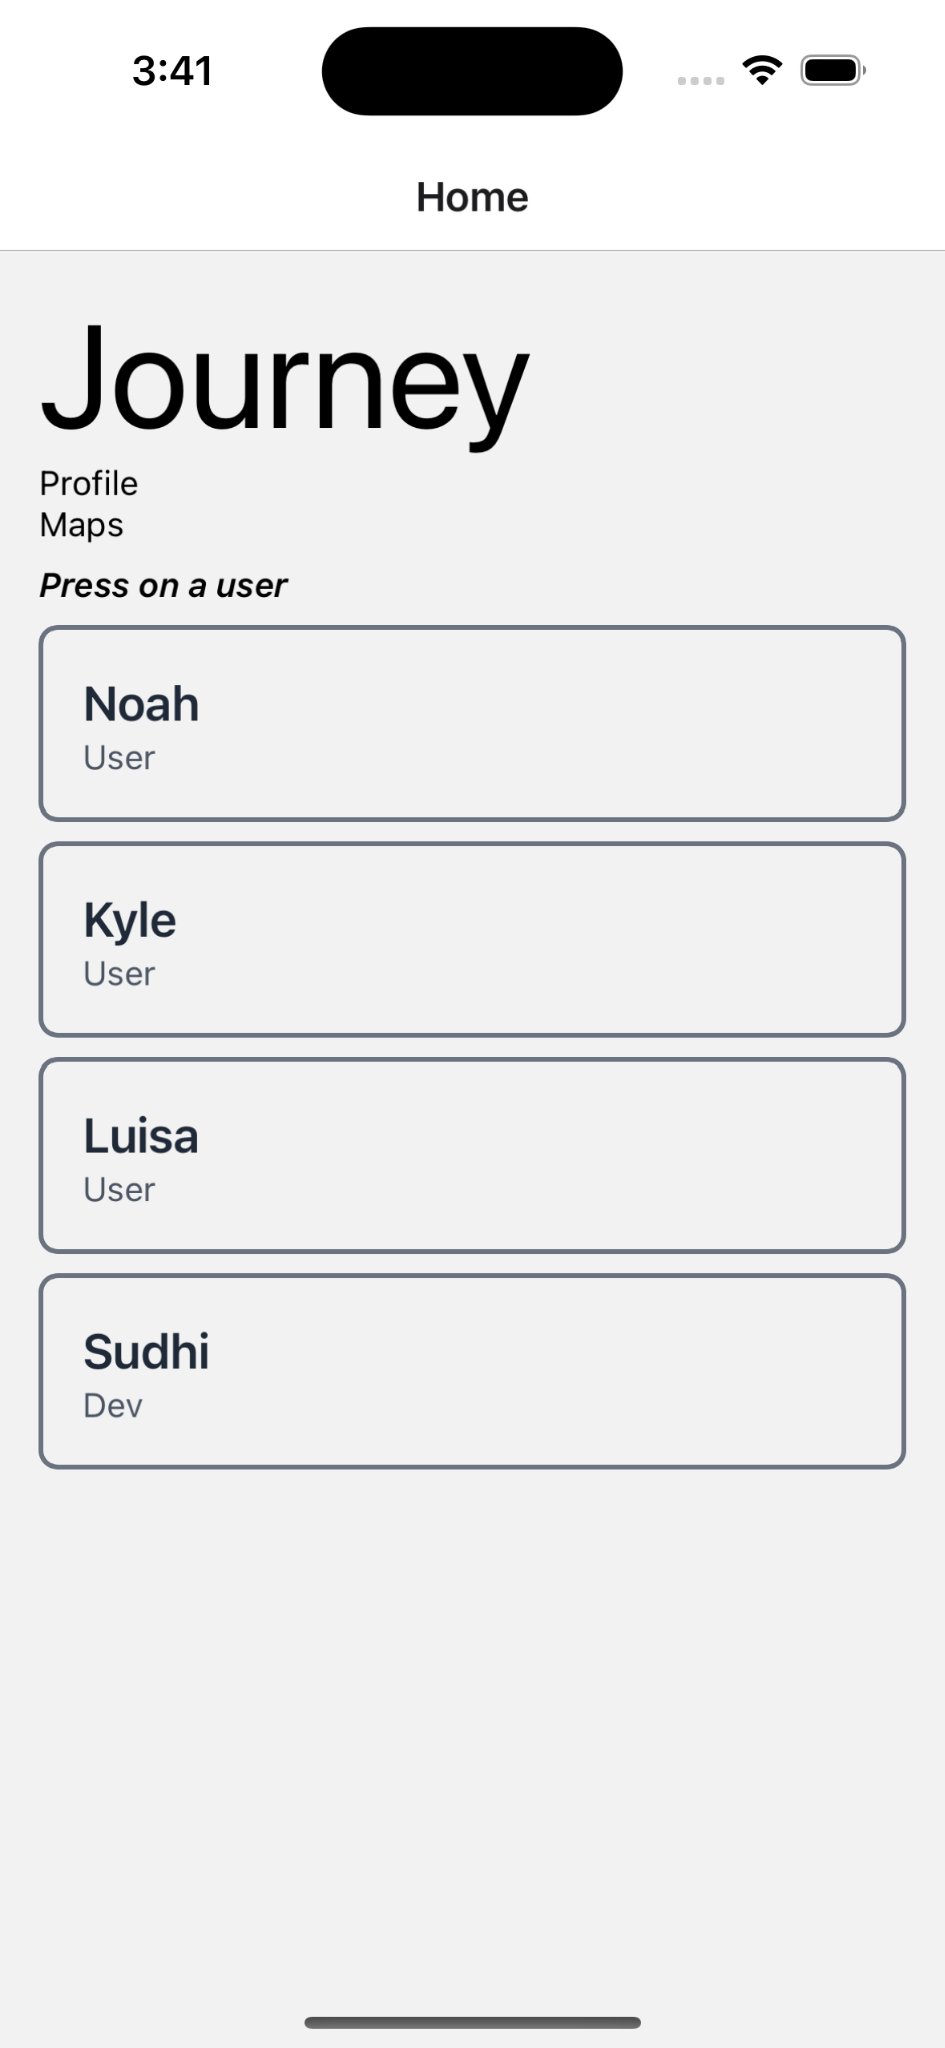 3:41
Home
Journey
Profile
Maps
Press on a user
Noah
User
Kyle
User
Luisa
User
Sudhi
Dev